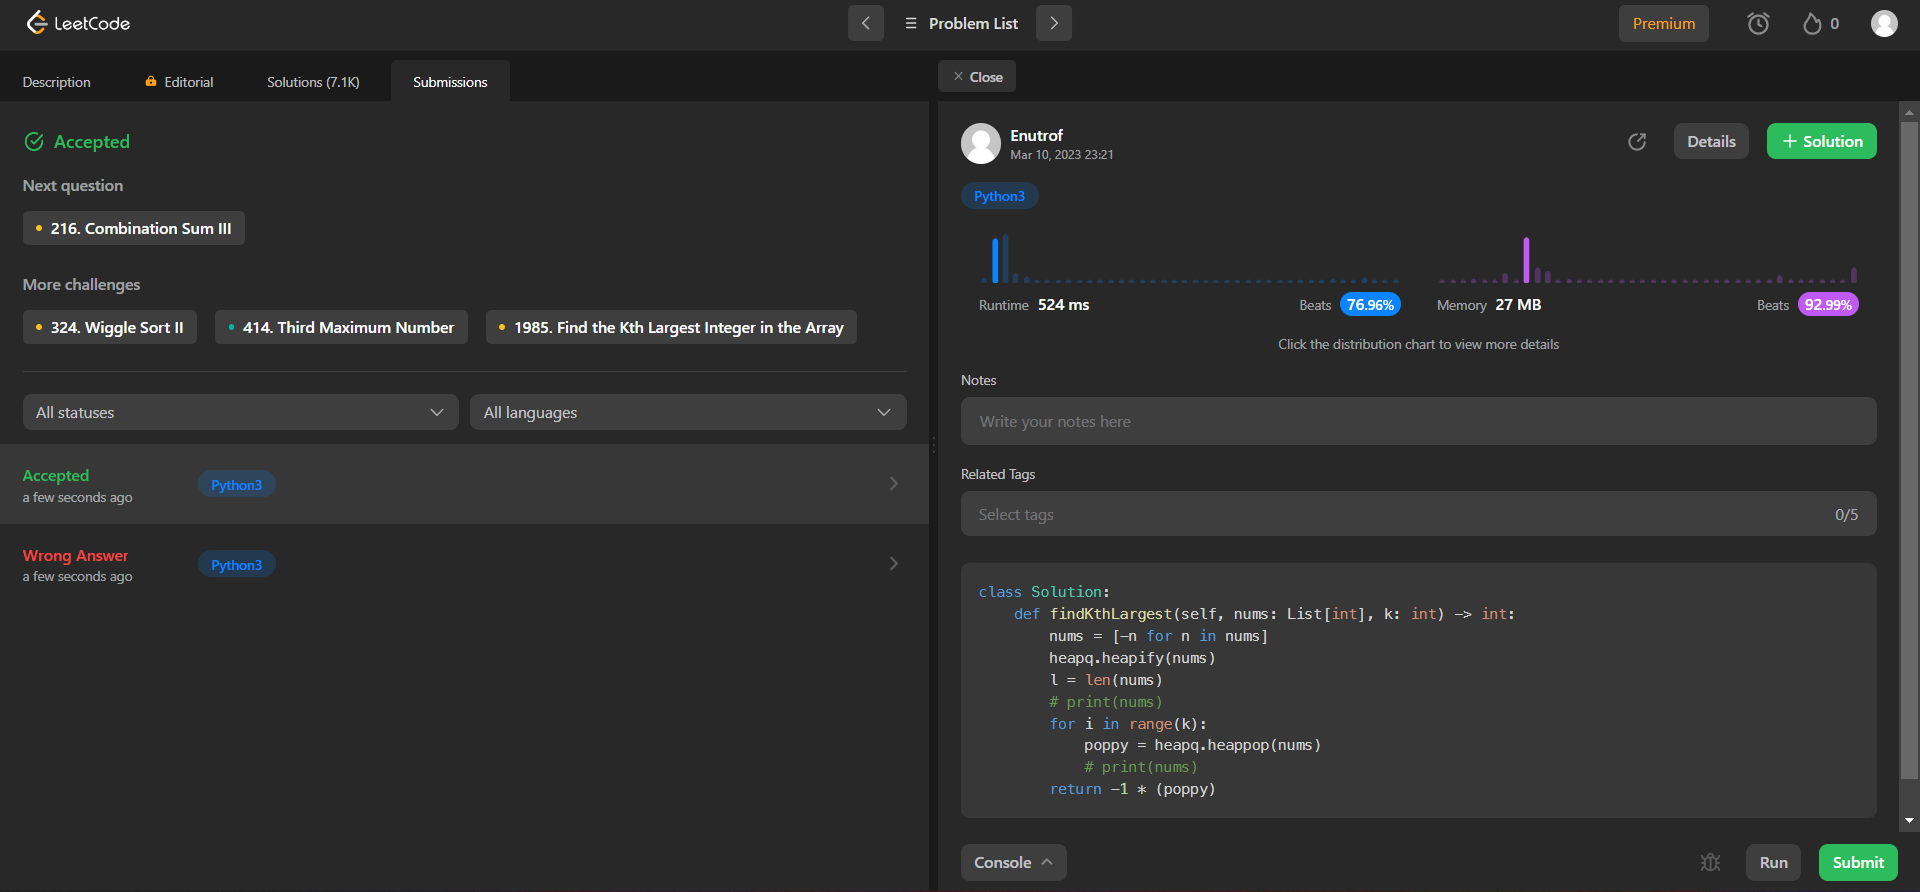 LeetCode
Problem List
Premium
0
Description
Editorial
Solutions (7.1K)
Submissions
Close
Accepted
Next question
216. Combination Sum III
More challenges
324. Wiggle Sort II
414. Third Maximum Number
1985. Find the Kth Largest Integer in the Array
All statuses
All languages
Accepted
a few seconds ago
Python3
Wrong Answer
a few seconds ago
Python3
Enutrof
Mar 10, 2023 23:21
Details
+ Solution
Python3
Runtime 524 ms
Beats 76.96%
Memory 27 MB
Beats 92.99%
Click the distribution chart to view more details
Notes
Write your notes here
Related Tags
Select tags
0/5
class Solution:
    def findKthLargest(self, nums: List[int], k: int) -> int:
        nums = [-n for n in nums]
        heapq.heapify(nums)
        l = len(nums)
        # print(nums)
        for i in range(k):
            poppy = heapq.heappop(nums)
            # print(nums)
        return -1 * (poppy)
Console
Run
Submit